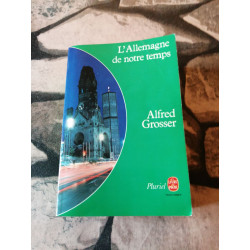 L'Allemagne
de notre temps
Alfred
Grosser
Pluriel